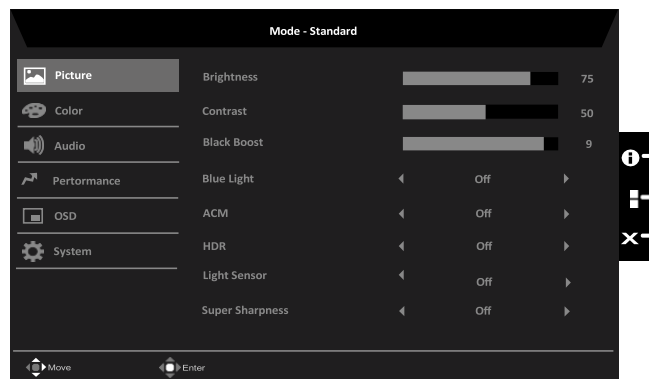 Mode - Standard
Picture
Color
Audio
Pertormance
OSD
System
Brightness 75
Contrast 50
Black Boost 9
Blue Light Off
ACM Off
HDR Off
Light Sensor Off
Super Sharpness Off
Move Enter